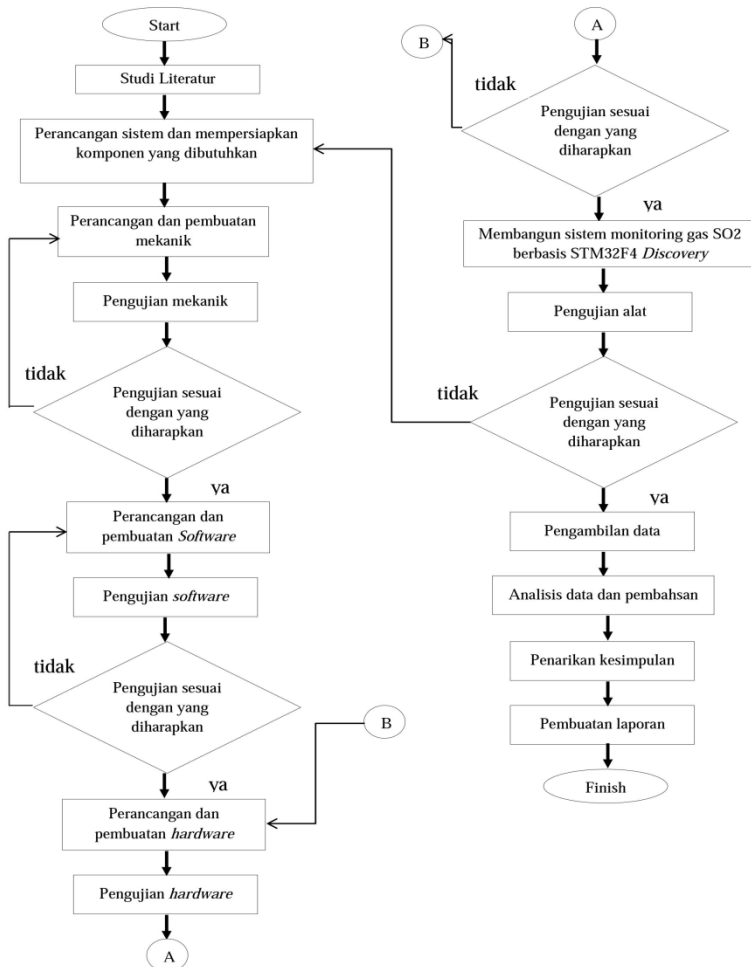 Start
Studi Literatur
Perancangan sistem dan mempersiapkan
komponen yang dibutuhkan
Perancangan dan pembuatan
mekanik
Pengujian mekanik
tidak
Pengujian sesuai
dengan yang
diharapkan
ya
Perancangan dan
pembuatan Software
Pengujian software
tidak
Pengujian sesuai
dengan yang
diharapkan
B
ya
Perancangan dan
pembuatan hardware
Pengujian hardware
A
A
B
tidak
Pengujian sesuai
dengan yang
diharapkan
ya
Membangun sistem monitoring gas SO2
berbasis STM32F4 Discovery
Pengujian alat
tidak
Pengujian sesuai
dengan yang
diharapkan
ya
Pengambilan data
Analisis data dan pembahsan
Penarikan kesimpulan
Pembuatan laporan
Finish